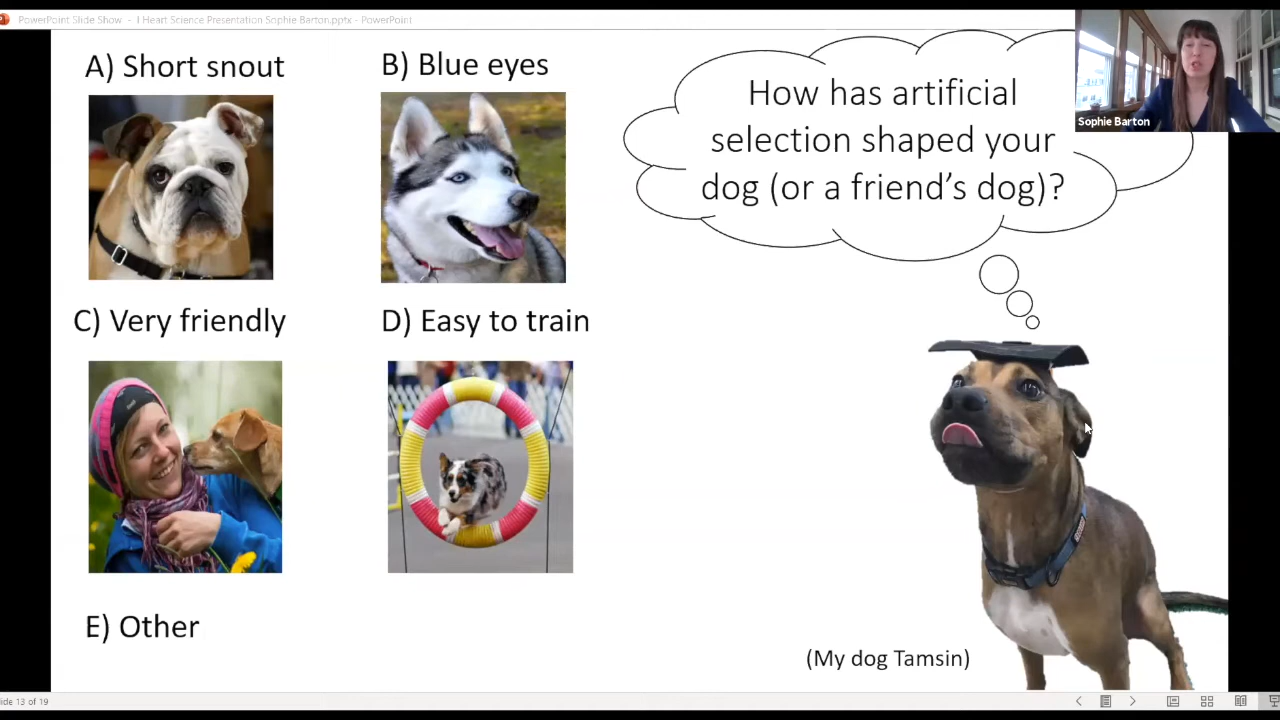 PowerPoint Slide Show - I Heart Science Presentation Sophie Barton.pptx - PowerPoint
A) Short snout
B) Blue eyes
How has artificial
selection shaped your
dog (or a friend's dog)?
Sophie Barton
C) Very friendly
D) Easy to train
E) Other
(My dog Tamsin)
lide 13 of 19